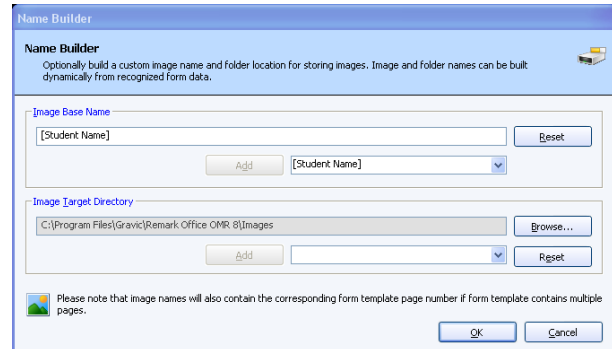 Name Builder
Name Builder
Optionally build a custom image name and folder location for storing images. Image and folder names can be built
dynamically from recognized form data.
Image Base Name
[Student Name]
Reset
Add
[Student Name]
Image Target Directory
C:\Program Files\Gravic\Remark Office OMR 8\Images
Browse...
Add
Reset
Please note that image names will also contain the corresponding form template page number if form template contains multiple
pages.
OK
Cancel